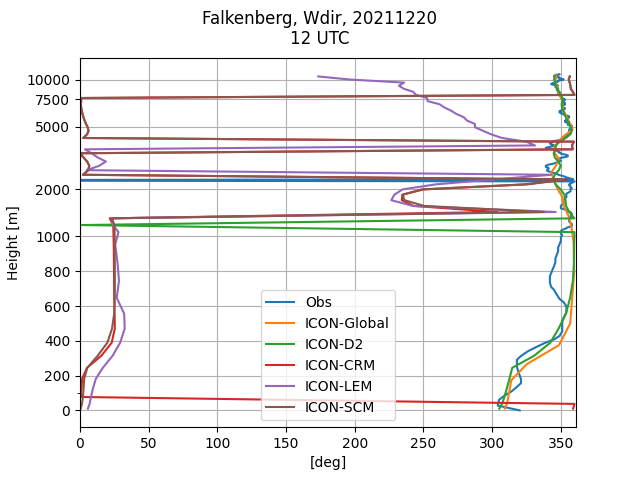 Falkenberg, Wdir, 20211220
12 UTC
Height [m]
10000
7500
5000
2000
1000
800
600
400
200
0
Obs
ICON-Global
ICON-D2
ICON-CRM
ICON-LEM
ICON-SCM
0 50 100 150 200 250 300 350
[deg]